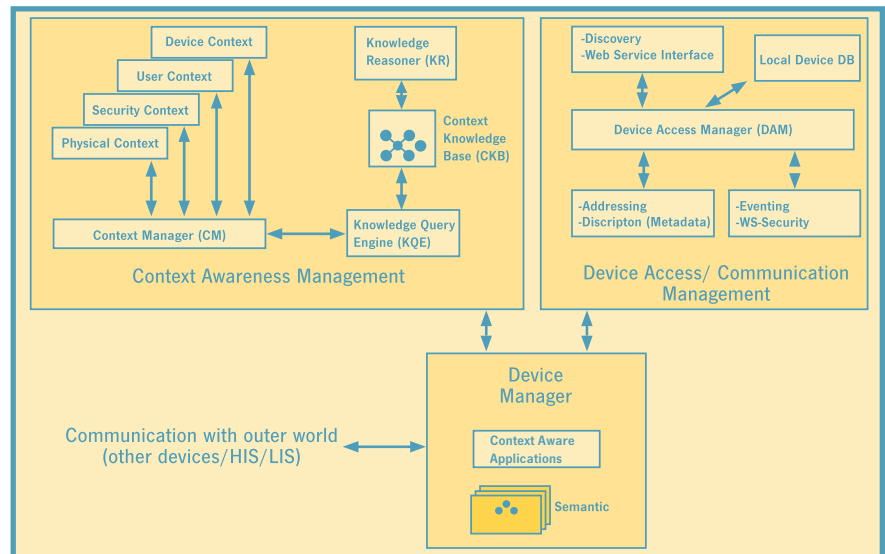 Device Context
User Context
Security Context
Physical Context
Context Manager (CM)
Knowledge
Reasoner (KR)
Context
Knowledge
Base (CKB)
Knowledge Query
Engine (KQE)
Context Awareness Management
-Discovery
-Web Service Interface
Local Device DB
Device Access Manager (DAM)
-Addressing
-Discripton (Metadata)
-Eventing
-WS-Security
Device Access/ Communication
Management
Device
Manager
Context Aware
Applications
Semantic
Communication with outer world
(other devices/HIS/LIS)